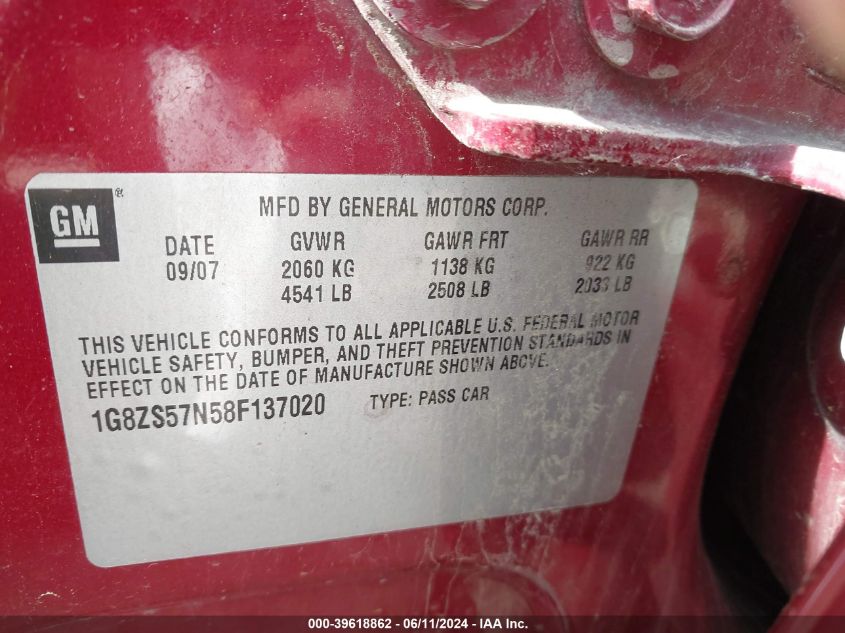 GM®
MFD BY GENERAL MOTORS CORP.
DATE GVWR GAWR FRT GAWR RR
09/07 2060 KG 1138 KG 922 KG
4541 LB 2508 LB 2033 LB
THIS VEHICLE CONFORMS TO ALL APPLICABLE U.S. FEDERAL MOTOR
VEHICLE SAFETY, BUMPER, AND THEFT PREVENTION STANDARDS IN
EFFECT ON THE DATE OF MANUFACTURE SHOWN ABOVE.
1G8ZS57N58F137020 TYPE: PASS CAR
000-39618862 - 06/11/2024 - IAA Inc.